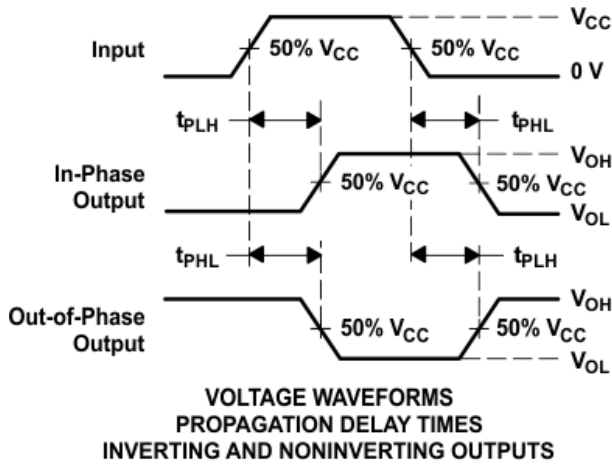 V_CC
Input
50% V_CC
50% V_CC
0 V
t_PLH
t_PHL
V_OH
In-Phase
Output
50% V_CC
50% V_CC
V_OL
t_PHL
t_PLH
V_OH
Out-of-Phase
Output
50% V_CC
50% V_CC
V_OL
VOLTAGE WAVEFORMS
PROPAGATION DELAY TIMES
INVERTING AND NONINVERTING OUTPUTS